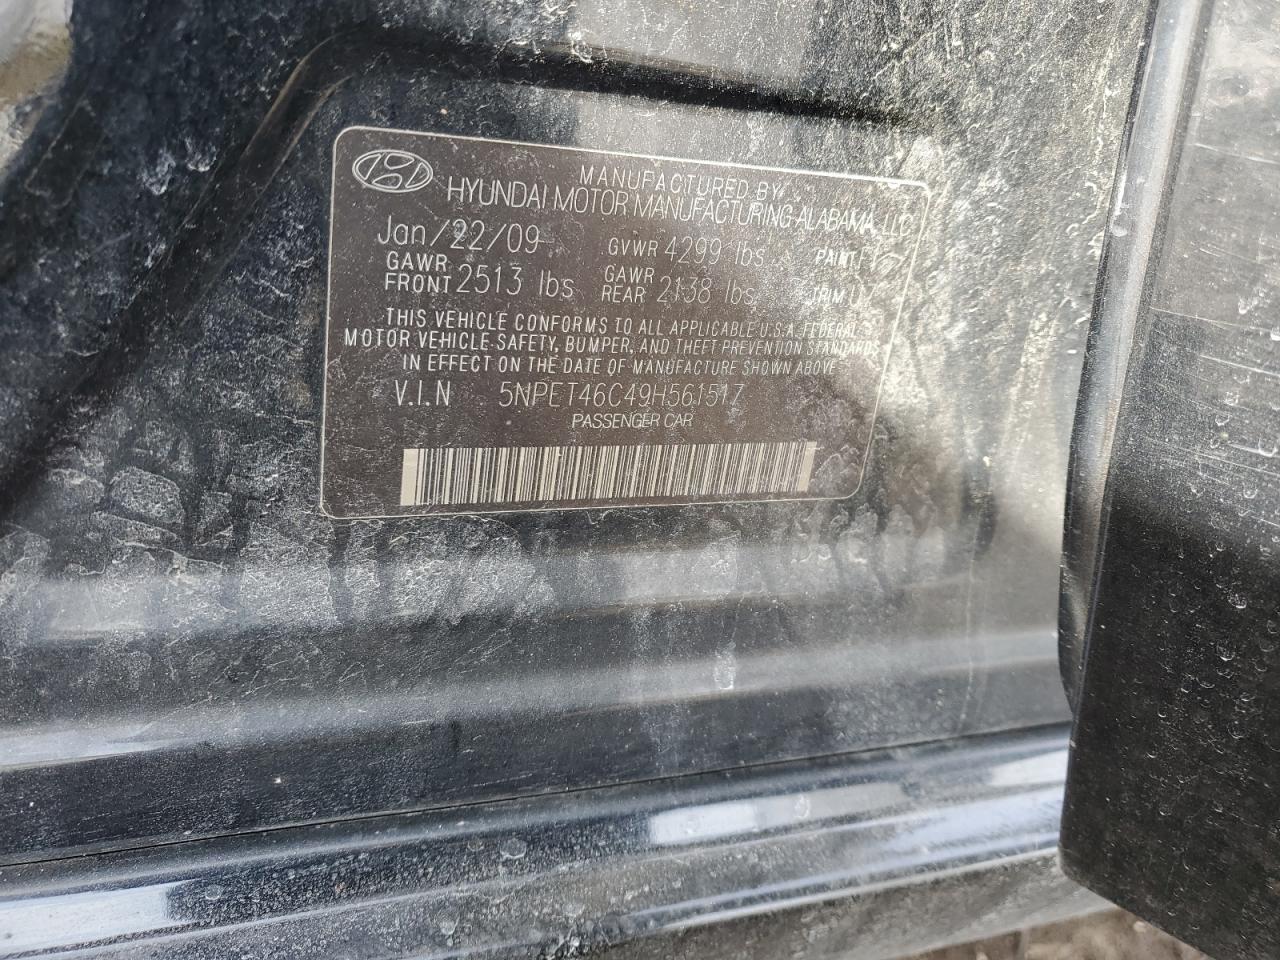 MANUFACTURED BY
HYUNDAI MOTOR MANUFACTURING ALABAMA, LLC
Jan/22/09 GVWR 4299 lbs PAINT
GAWR FRONT 2513 lbs GAWR REAR 2138 lbs TRIM
THIS VEHICLE CONFORMS TO ALL APPLICABLE U.S.A. FEDERAL
MOTOR VEHICLE SAFETY, BUMPER, AND THEFT PREVENTION STANDARDS
IN EFFECT ON THE DATE OF MANUFACTURE SHOWN ABOVE
V.I.N 5NPET46C49H561517
PASSENGER CAR